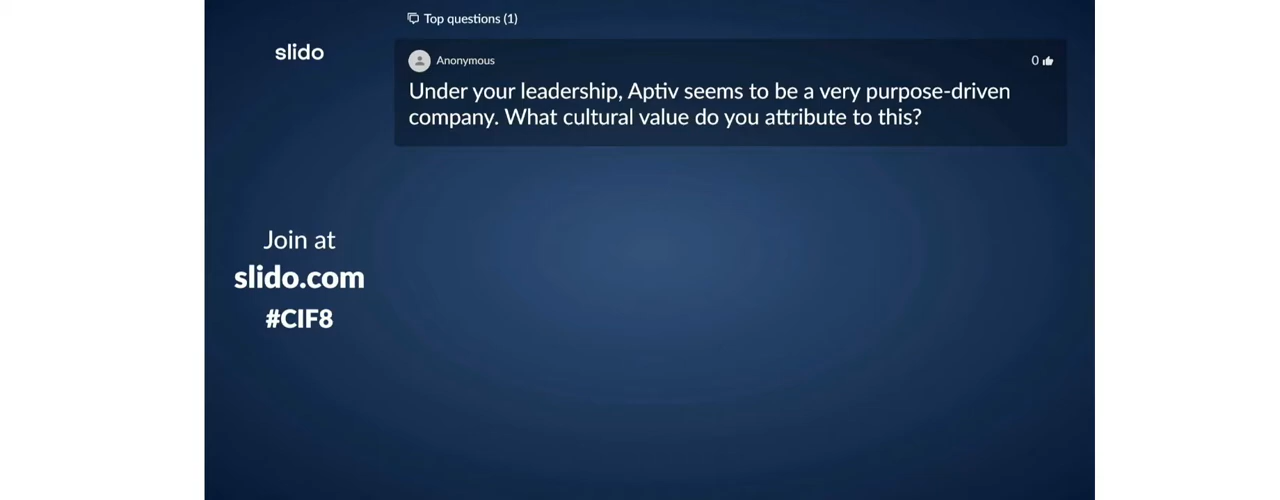 Top questions (1)
slido
Anonymous
0
Under your leadership, Aptiv seems to be a very purpose-driven
company. What cultural value do you attribute to this?
Join at
slido.com
#CIF8